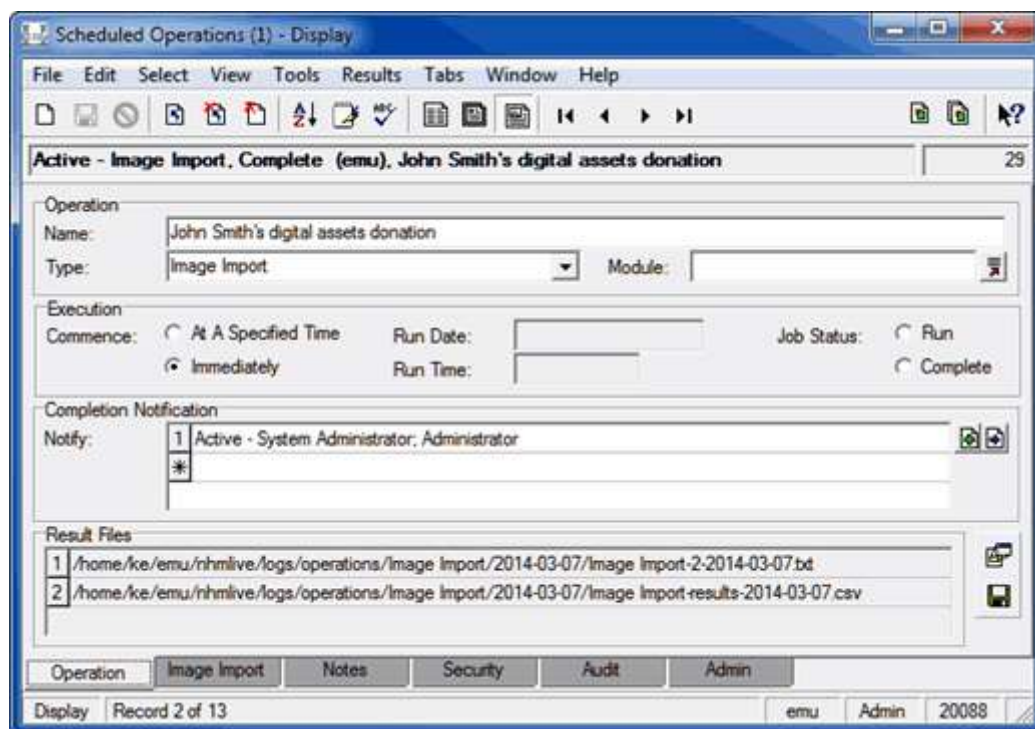 Scheduled Operations (1) - Display
File Edit Select View Tools Results Tabs Window Help
Active - Image Import, Complete (emu), John Smith's digital assets donation 29
Operation
Name: John Smith's digital assets donation
Type: Image Import Module:
Execution
Commence: At A Specified Time Run Date: Job Status: Run
Immediately Run Time: Complete
Completion Notification
Notify: 1 Active - System Administrator; Administrator
*
Result Files
1 /home/ke/emu/nhmlive/logs/operations/Image Import/2014-03-07/Image Import-2-2014-03-07.txt
2 /home/ke/emu/nhmlive/logs/operations/Image Import/2014-03-07/Image Import-results-2014-03-07.csv
Operation Image Import Notes Security Audit Admin
Display Record 2 of 13 emu Admin 20088